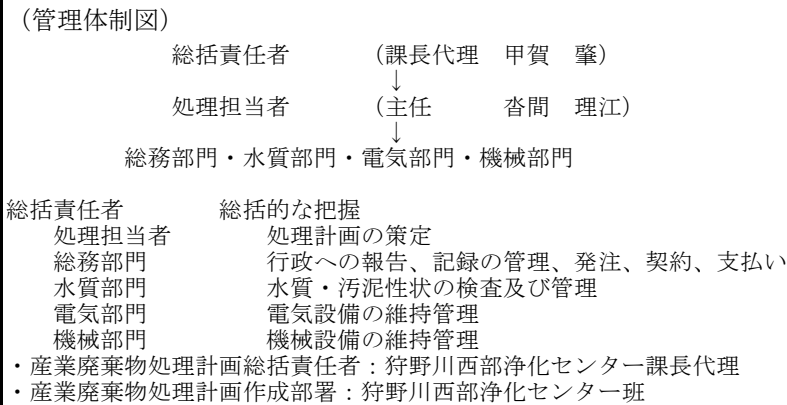 （管理体制図）
総括責任者　（課長代理　甲賀　肇）
↓
処理担当者　（主任　沓間　理江）
↓
総務部門・水質部門・電気部門・機械部門
総括責任者　総括的な把握
処理担当者　処理計画の策定
総務部門　行政への報告、記録の管理、発注、契約、支払い
水質部門　水質・汚泥性状の検査及び管理
電気部門　電気設備の維持管理
機械部門　機械設備の維持管理
・産業廃棄物処理計画総括責任者：狩野川西部浄化センター課長代理
・産業廃棄物処理計画作成部署：狩野川西部浄化センター班